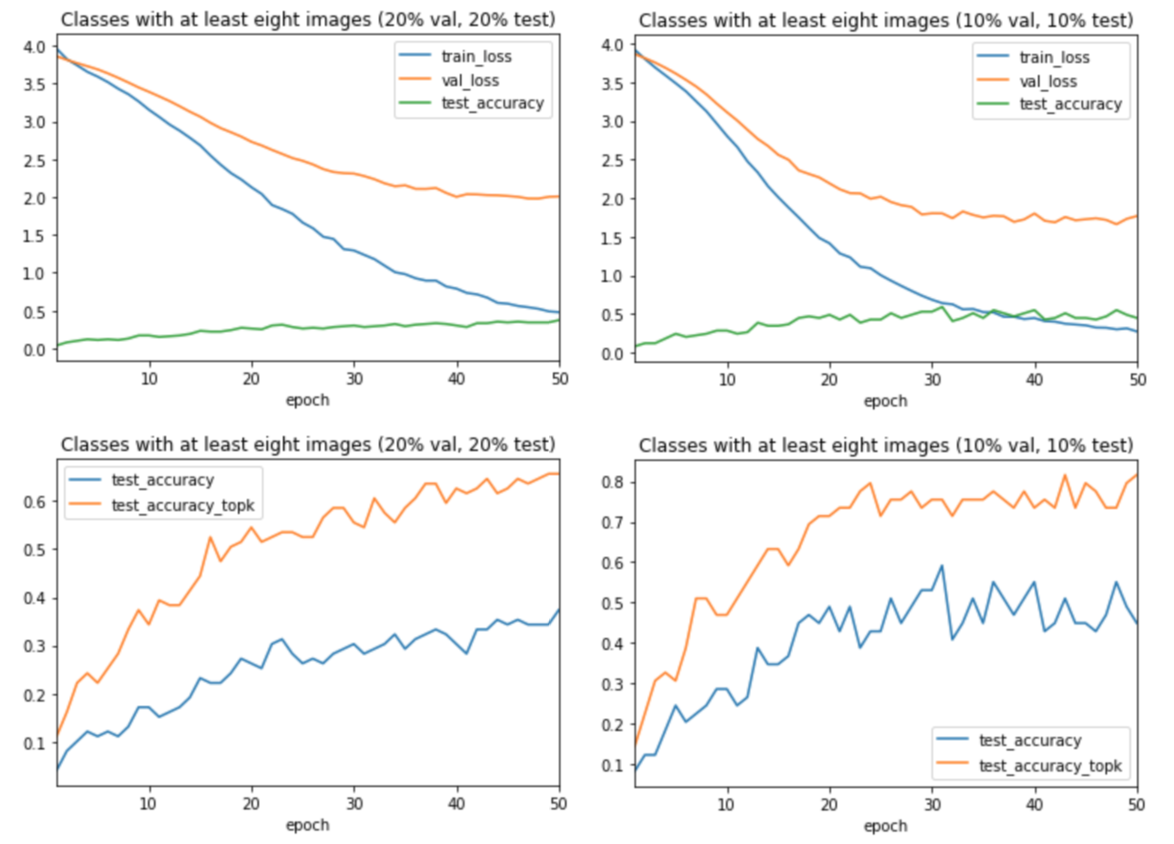 Classes with at least eight images (20% val, 20% test)
4.0
3.5
3.0
2.5
2.0
1.5
1.0
0.5
0.0
train_loss
val_loss
test_accuracy
10 20 30 40 50
epoch
Classes with at least eight images (10% val, 10% test)
4.0
3.5
3.0
2.5
2.0
1.5
1.0
0.5
0.0
train_loss
val_loss
test_accuracy
10 20 30 40 50
epoch
Classes with at least eight images (20% val, 20% test)
test_accuracy
test_accuracy_topk
0.6
0.5
0.4
0.3
0.2
0.1
10 20 30 40 50
epoch
Classes with at least eight images (10% val, 10% test)
0.8
0.7
0.6
0.5
0.4
0.3
0.2
0.1
test_accuracy
test_accuracy_topk
10 20 30 40 50
epoch